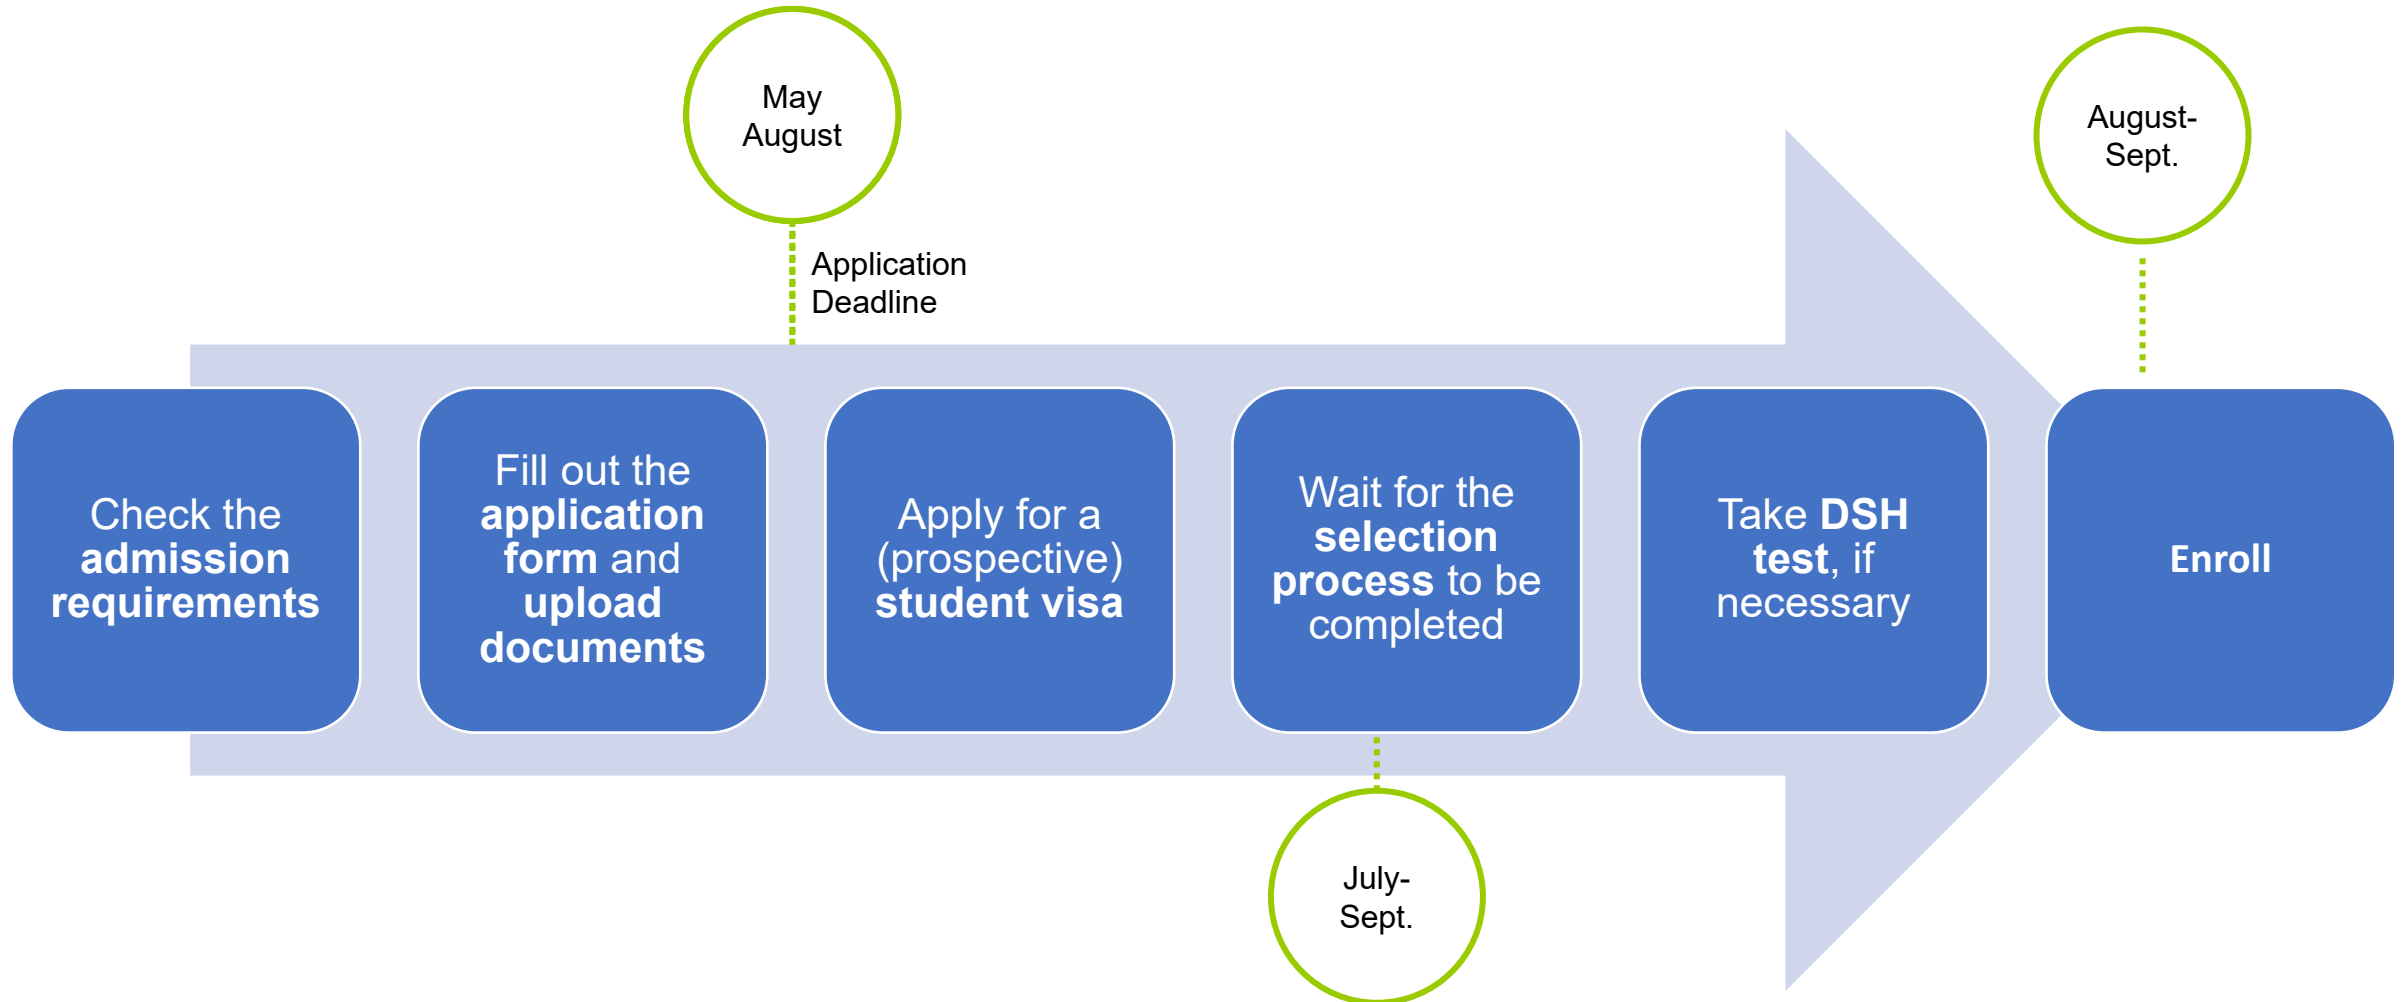 May
August
August-
Sept.
Application
Deadline
Check the
admission
requirements
Fill out the
application
form and
upload
documents
Apply for a
(prospective)
student visa
Wait for the
selection
process to be
completed
Take DSH
test, if
necessary
Enroll
July-
Sept.